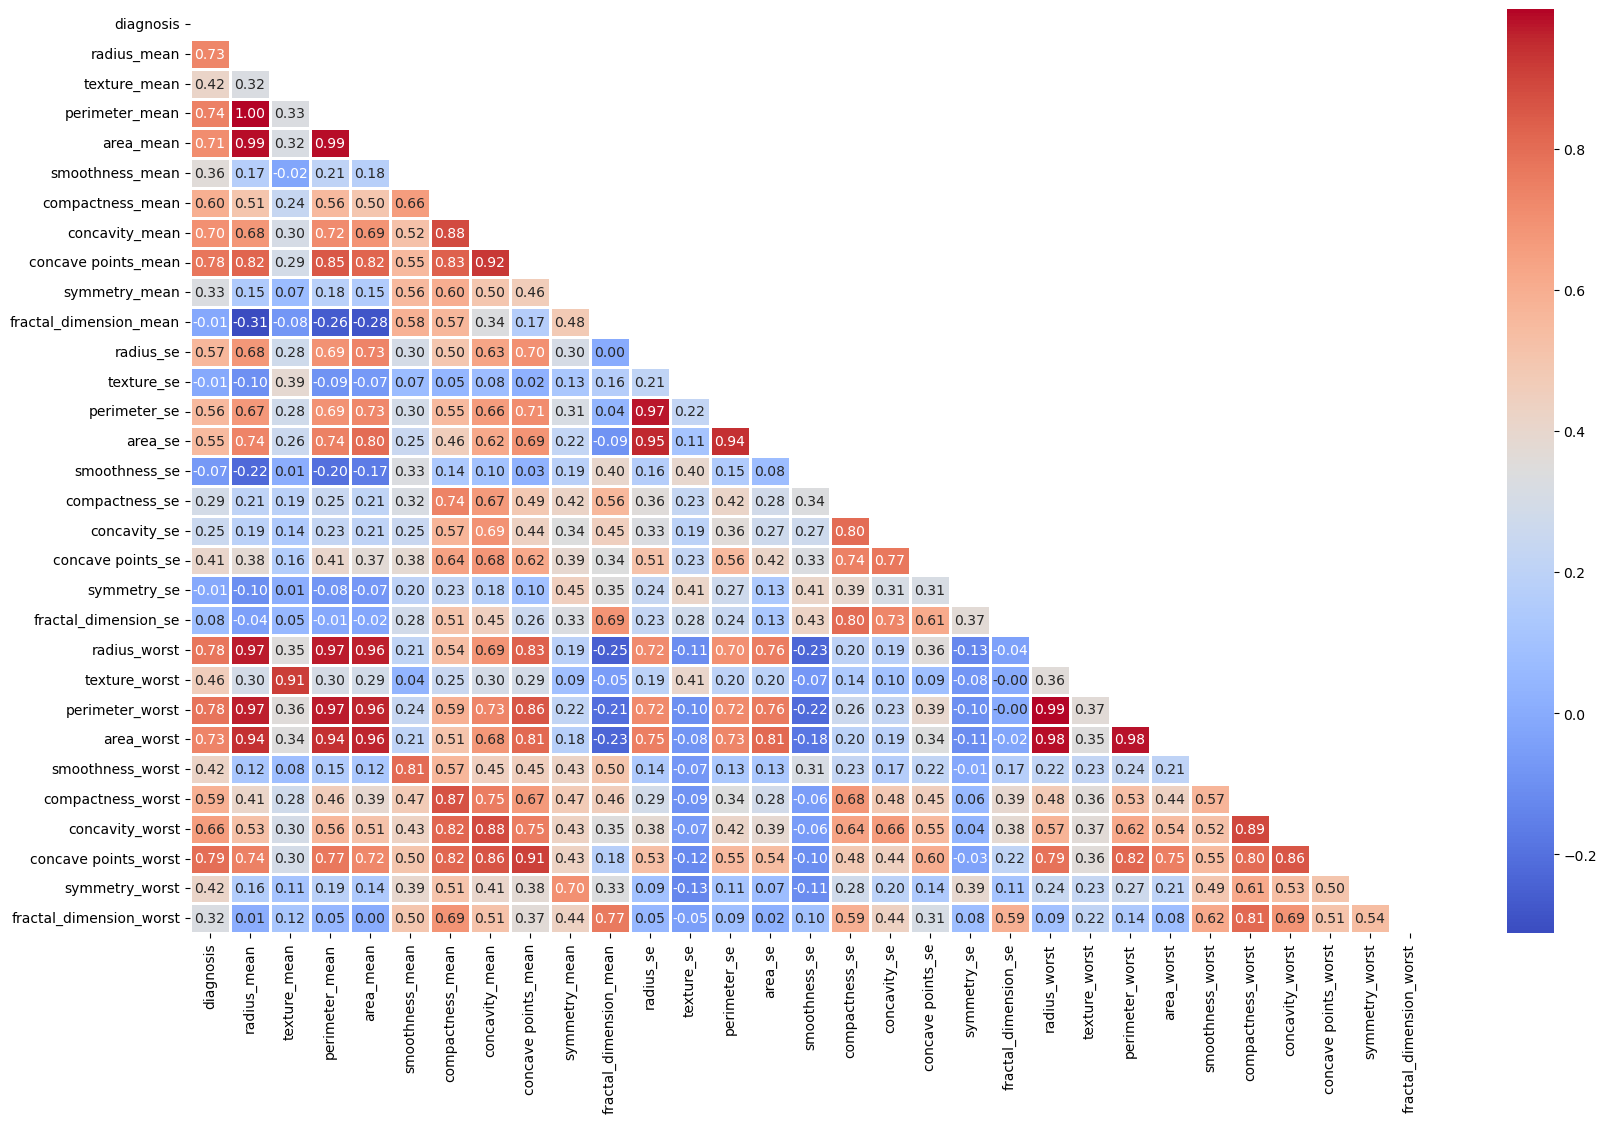 diagnosis
radius_mean 0.73
texture_mean 0.42 0.32
perimeter_mean 0.74 1.00 0.33
area_mean 0.71 0.99 0.32 0.99
smoothness_mean 0.36 0.17 -0.02 0.21 0.18
compactness_mean 0.60 0.51 0.24 0.56 0.50 0.66
concavity_mean 0.70 0.68 0.30 0.72 0.69 0.52 0.88
concave points_mean 0.78 0.82 0.29 0.85 0.82 0.55 0.83 0.92
symmetry_mean 0.33 0.15 0.07 0.18 0.15 0.56 0.60 0.50 0.46
fractal_dimension_mean -0.01 -0.31 -0.08 -0.26 -0.28 0.58 0.57 0.34 0.17 0.48
radius_se 0.57 0.68 0.28 0.69 0.73 0.30 0.50 0.63 0.70 0.30 0.00
texture_se -0.01 -0.10 0.39 -0.09 -0.07 0.07 0.05 0.08 0.02 0.13 0.16 0.21
perimeter_se 0.56 0.67 0.28 0.69 0.73 0.30 0.55 0.66 0.71 0.31 0.04 0.97 0.22
area_se 0.55 0.74 0.26 0.74 0.80 0.25 0.46 0.62 0.69 0.22 -0.09 0.95 0.11 0.94
smoothness_se -0.07 -0.22 0.01 -0.20 -0.17 0.33 0.14 0.10 0.03 0.19 0.40 0.16 0.40 0.15 0.08
compactness_se 0.29 0.21 0.19 0.25 0.21 0.32 0.74 0.67 0.49 0.42 0.56 0.36 0.23 0.42 0.28 0.34
concavity_se 0.25 0.19 0.14 0.23 0.21 0.25 0.57 0.69 0.44 0.34 0.45 0.33 0.19 0.36 0.27 0.27 0.80
concave points_se 0.41 0.38 0.16 0.41 0.37 0.38 0.64 0.68 0.62 0.39 0.34 0.51 0.23 0.56 0.42 0.33 0.74 0.77
symmetry_se -0.01 -0.10 0.01 -0.08 -0.07 0.20 0.23 0.18 0.10 0.45 0.35 0.24 0.41 0.27 0.13 0.41 0.39 0.31 0.31
fractal_dimension_se 0.08 -0.04 0.05 -0.01 -0.02 0.28 0.51 0.45 0.26 0.33 0.69 0.23 0.28 0.24 0.13 0.43 0.80 0.73 0.61 0.37
radius_worst 0.78 0.97 0.35 0.97 0.96 0.21 0.54 0.69 0.83 0.19 -0.25 0.72 -0.11 0.70 0.76 -0.23 0.20 0.19 0.36 -0.13 -0.04
texture_worst 0.46 0.30 0.91 0.30 0.29 0.04 0.25 0.30 0.29 0.09 -0.05 0.19 0.41 0.20 0.20 -0.07 0.14 0.10 0.09 -0.08 -0.00 0.36
perimeter_worst 0.78 0.97 0.36 0.97 0.96 0.24 0.59 0.73 0.86 0.22 -0.21 0.72 -0.10 0.72 0.76 -0.22 0.26 0.23 0.39 -0.10 -0.00 0.99 0.37
area_worst 0.73 0.94 0.34 0.94 0.96 0.21 0.51 0.68 0.81 0.18 -0.23 0.75 -0.08 0.73 0.81 -0.18 0.20 0.19 0.34 -0.11 -0.02 0.98 0.35 0.98
smoothness_worst 0.42 0.12 0.08 0.15 0.12 0.81 0.57 0.45 0.45 0.43 0.50 0.14 -0.07 0.13 0.13 0.31 0.23 0.17 0.22 -0.01 0.17 0.22 0.23 0.24 0.21
compactness_worst 0.59 0.41 0.28 0.46 0.39 0.47 0.87 0.75 0.67 0.47 0.46 0.29 -0.09 0.34 0.28 -0.06 0.68 0.48 0.45 0.06 0.39 0.48 0.36 0.53 0.44 0.57
concavity_worst 0.66 0.53 0.30 0.56 0.51 0.43 0.82 0.88 0.75 0.43 0.35 0.38 -0.07 0.42 0.39 -0.06 0.64 0.66 0.55 0.04 0.38 0.57 0.37 0.62 0.54 0.52 0.89
concave points_worst 0.79 0.74 0.30 0.77 0.72 0.50 0.82 0.86 0.91 0.43 0.18 0.53 -0.12 0.55 0.54 -0.10 0.48 0.44 0.60 -0.03 0.22 0.79 0.36 0.82 0.75 0.55 0.80 0.86
symmetry_worst 0.42 0.16 0.11 0.19 0.14 0.39 0.51 0.41 0.38 0.70 0.33 0.09 -0.13 0.11 0.07 -0.11 0.28 0.20 0.14 0.39 0.11 0.24 0.23 0.27 0.21 0.49 0.61 0.53 0.50
fractal_dimension_worst 0.32 0.01 0.12 0.05 0.00 0.50 0.69 0.51 0.37 0.44 0.77 0.05 -0.05 0.09 0.02 0.10 0.59 0.44 0.31 0.08 0.59 0.09 0.22 0.14 0.08 0.62 0.81 0.69 0.51 0.54
diagnosis
radius_mean
texture_mean
perimeter_mean
area_mean
smoothness_mean
compactness_mean
concavity_mean
concave points_mean
symmetry_mean
fractal_dimension_mean
radius_se
texture_se
perimeter_se
area_se
smoothness_se
compactness_se
concavity_se
concave points_se
symmetry_se
fractal_dimension_se
radius_worst
texture_worst
perimeter_worst
area_worst
smoothness_worst
compactness_worst
concavity_worst
concave points_worst
symmetry_worst
fractal_dimension_worst
0.8
0.6
0.4
0.2
0.0
−0.2